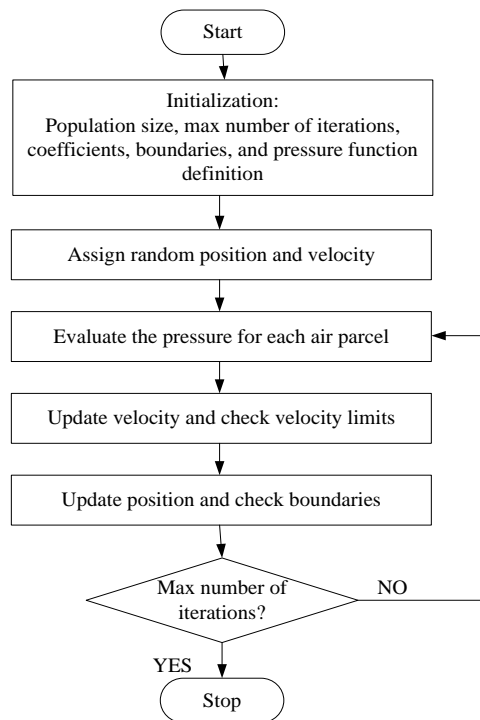 Start
Initialization:
Population size, max number of iterations,
coefficients, boundaries, and pressure function
definition
Assign random position and velocity
Evaluate the pressure for each air parcel
Update velocity and check velocity limits
Update position and check boundaries
Max number of
iterations?
NO
YES
Stop